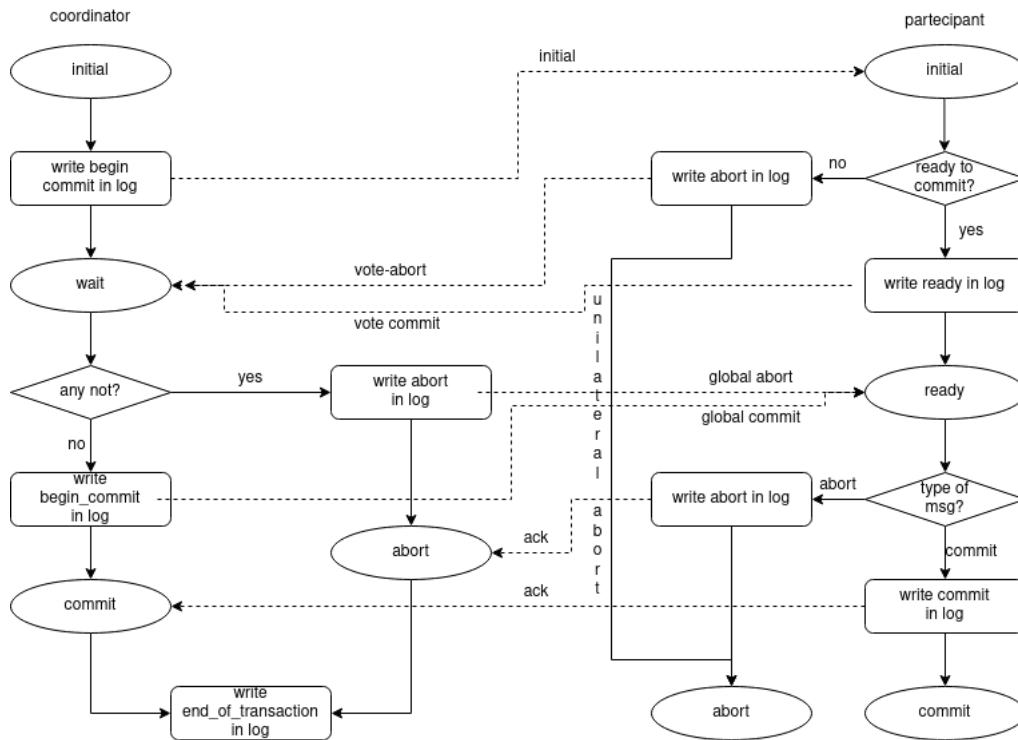 coordinator
partecipant
initial
initial
initial
write begin
commit in log
write abort in log
no
ready to
commit?
yes
wait
vote-abort
write ready in log
vote commit
unilateral abort
any not?
yes
write abort
in log
global abort
ready
global commit
no
write
begin_commit
in log
write abort in log
abort
type of
msg?
ack
abort
commit
commit
ack
write commit
in log
write
end_of_transaction
in log
abort
commit